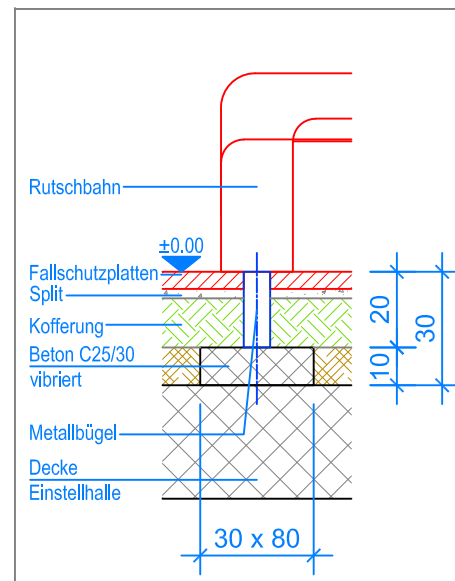 Rutschbahn
±0.00
Fallschutzplatten
Split
Kofferung
Beton C25/30
vibriert
20
30
10
Metallbügel
Decke
Einstellhalle
30 x 80